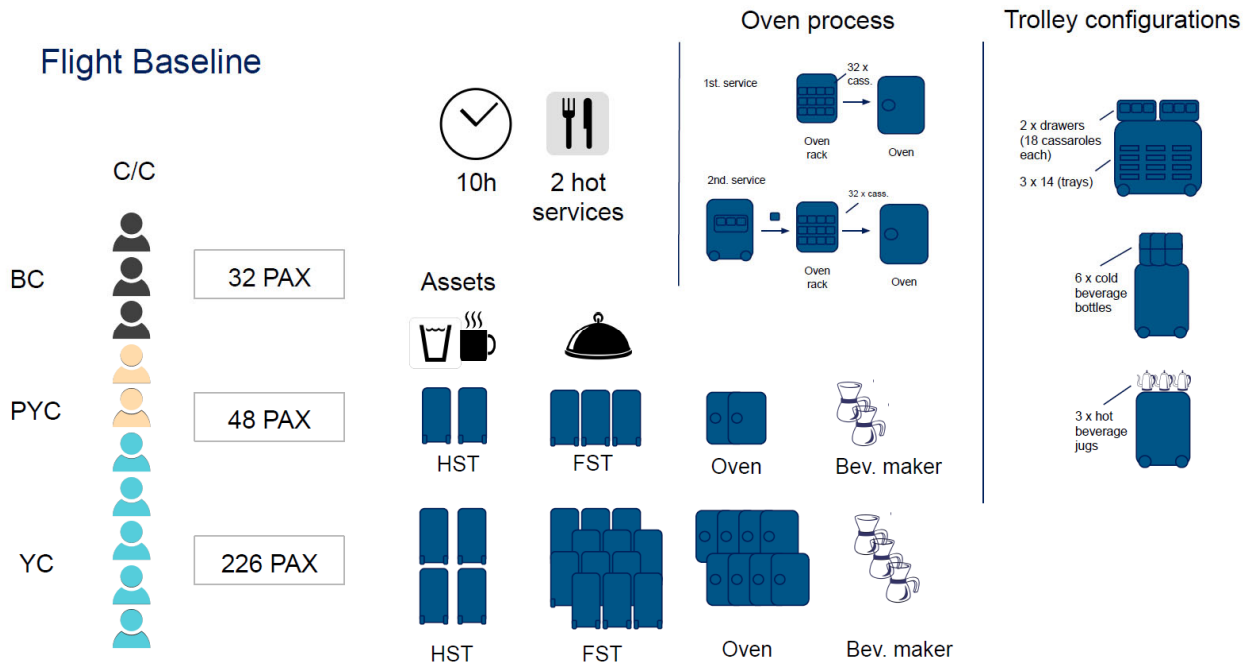 Flight Baseline
C/C
BC
32 PAX
PYC
48 PAX
YC
226 PAX
10h
2 hot
services
Assets
HST
FST
Oven
Bev. maker
HST
FST
Oven
Bev. maker
Oven process
1st. service
32 x
cass.
Oven
rack
Oven
2nd. service
32 x cass.
Oven
rack
Oven
Trolley configurations
2 x drawers
(18 cassaroles
each)
3 x 14 (trays)
6 x cold
beverage
bottles
3 x hot
beverage
jugs